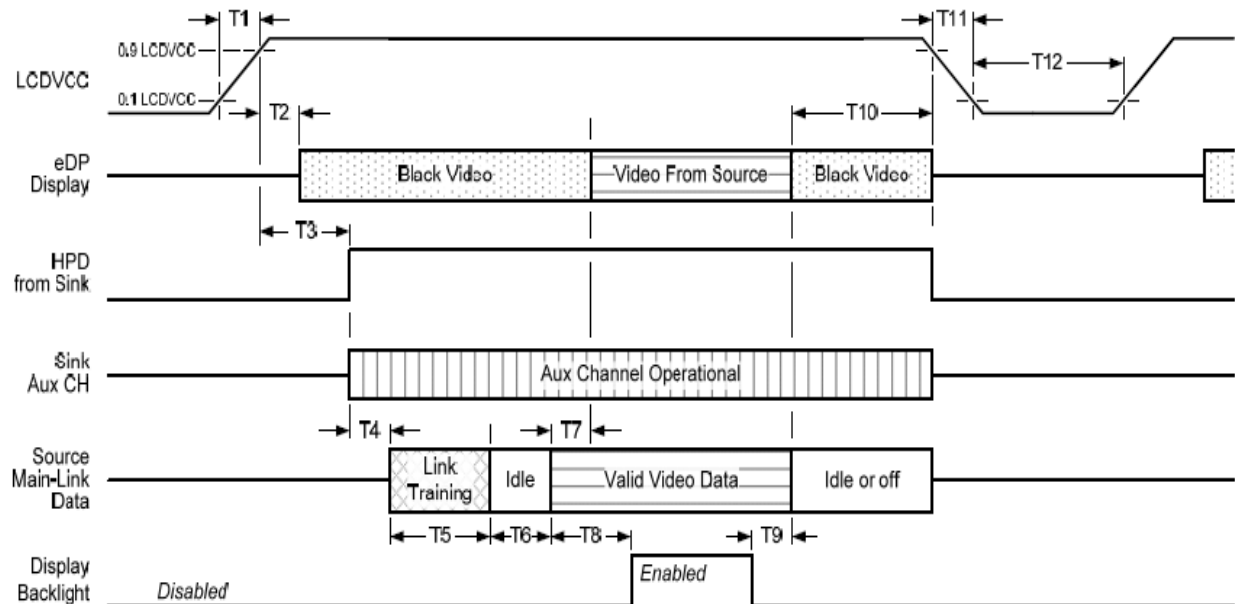 T1
T11
0.9 LCDVCC
LCDVCC
T12
0.1 LCDVCC
T2
T10
eDP
Display
Black Video
Video From Source
Black Video
T3
HPD
from Sink
Sink
Aux CH
Aux Channel Operational
T4
T7
Source
Main-Link
Data
Link
Training
Idle
Valid Video Data
Idle or off
T5
T6
T8
T9
Display
Backlight
Disabled
Enabled